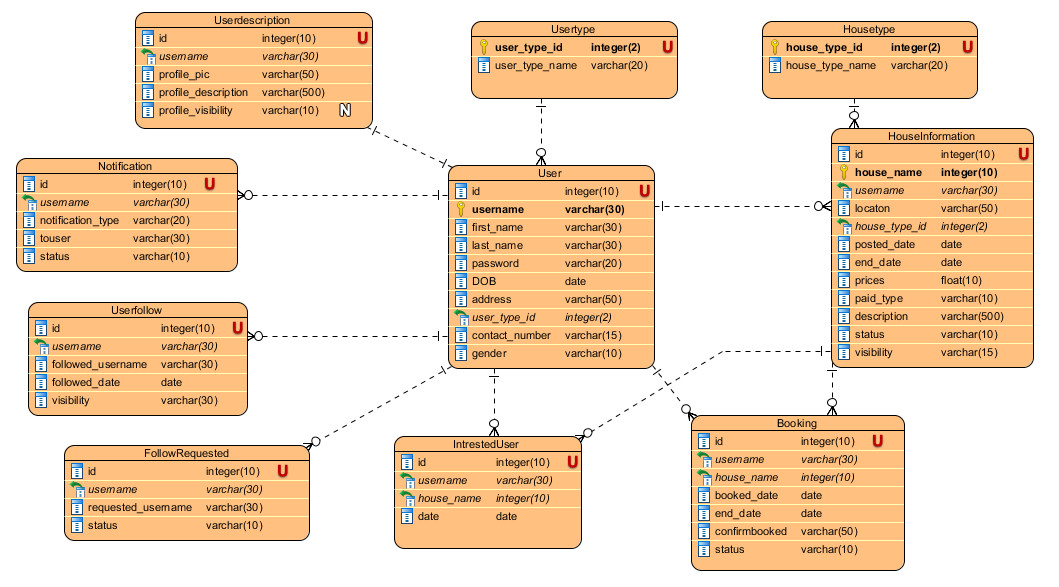 Userdescription
id integer(10) U
username varchar(30)
profile_pic varchar(50)
profile_description varchar(500)
profile_visibility varchar(10) N
Usertype
user_type_id integer(2) U
user_type_name varchar(20)
Housetype
house_type_id integer(2) U
house_type_name varchar(20)
Notification
id integer(10) U
username varchar(30)
notification_type varchar(20)
touser varchar(30)
status varchar(10)
User
id integer(10) U
username varchar(30)
first_name varchar(30)
last_name varchar(30)
password varchar(20)
DOB date
address varchar(50)
user_type_id integer(2)
contact_number varchar(15)
gender varchar(10)
HouseInformation
id integer(10) U
house_name integer(10)
username varchar(30)
locaton varchar(50)
house_type_id integer(2)
posted_date date
end_date date
prices float(10)
paid_type varchar(10)
description varchar(500)
status varchar(10)
visibility varchar(15)
Userfollow
id integer(10) U
username varchar(30)
followed_username varchar(30)
followed_date date
visibility varchar(30)
FollowRequested
id integer(10) U
username varchar(30)
requested_username varchar(30)
status varchar(10)
IntrestedUser
id integer(10) U
username varchar(30)
house_name integer(10)
date date
Booking
id integer(10) U
username varchar(30)
house_name integer(10)
booked_date date
end_date date
confirmbooked varchar(50)
status varchar(10)